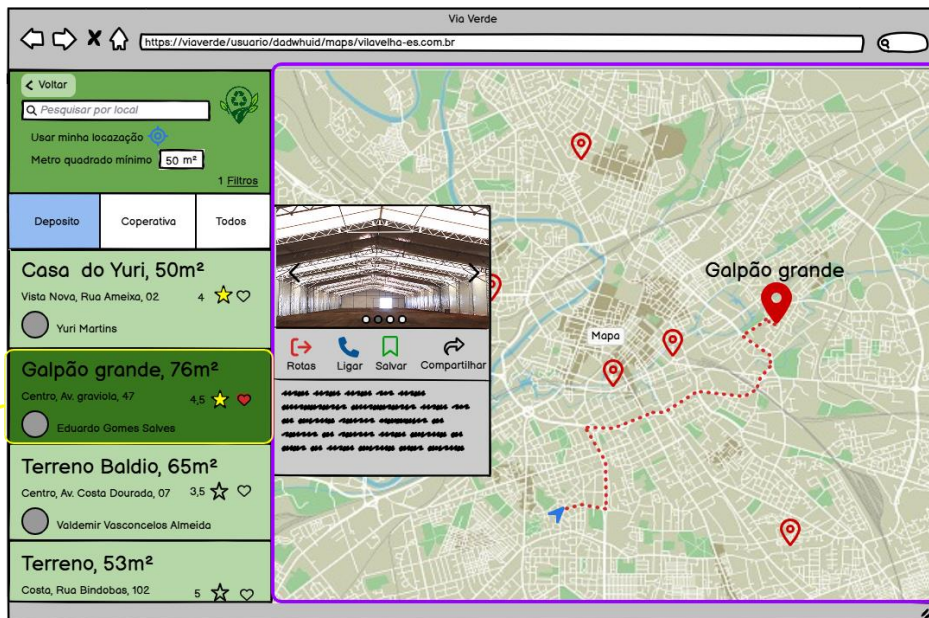 Via Verde
https://viaverde/usuario/dadwhuid/maps/vilavelha-es.com.br
Voltar
Pesquisar por local
Usar minha locazação
Metro quadrado mínimo 50 m²
1 Filtros
Deposito Coperativa Todos
Casa do Yuri, 50m²
Vista Nova, Rua Ameixa, 02 4
Yuri Martins
Galpão grande, 76m²
Centro, Av. graviola, 47 4,5
Eduardo Gomes Salves
Terreno Baldio, 65m²
Centro, Av. Costa Dourada, 07 3,5
Valdemir Vasconcelos Almeida
Terreno, 53m²
Costa, Rua Bindobas, 102 5
Rotas Ligar Salvar Compartilhar
Galpão grande
Mapa